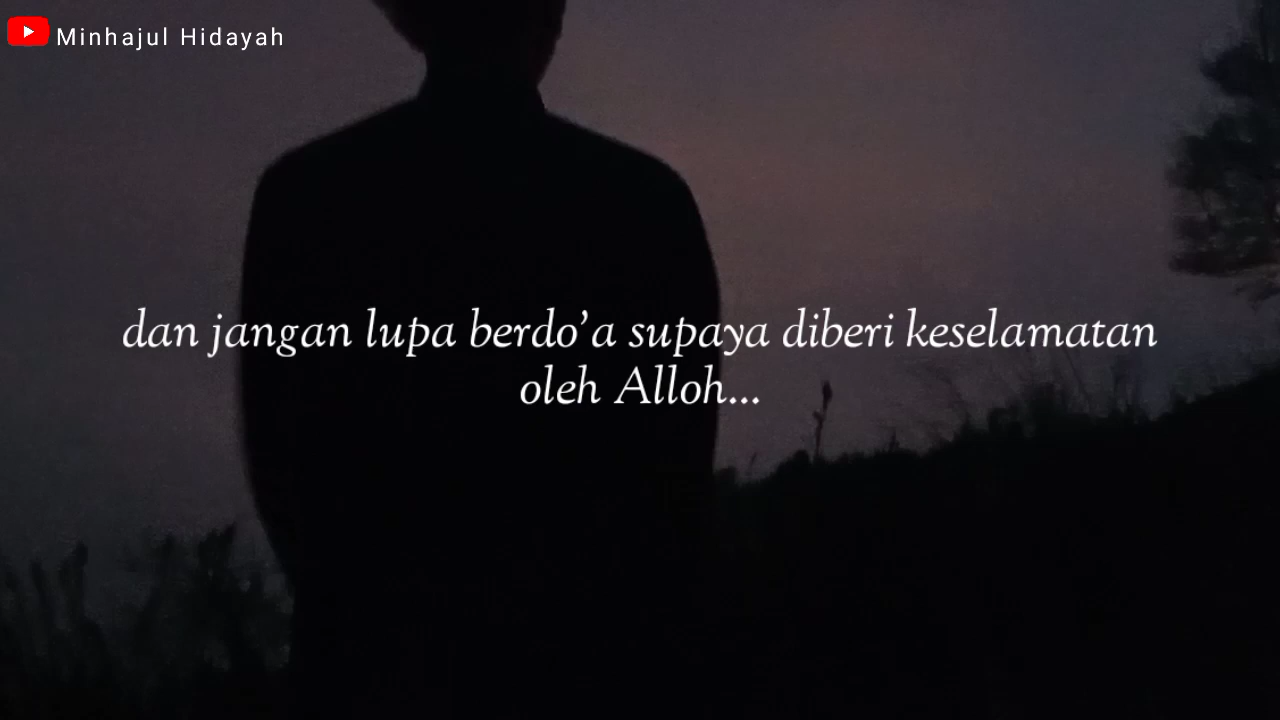 Minhajul Hidayah
dan jangan lupa berdo’a supaya diberi keselamatan
oleh Alloh...